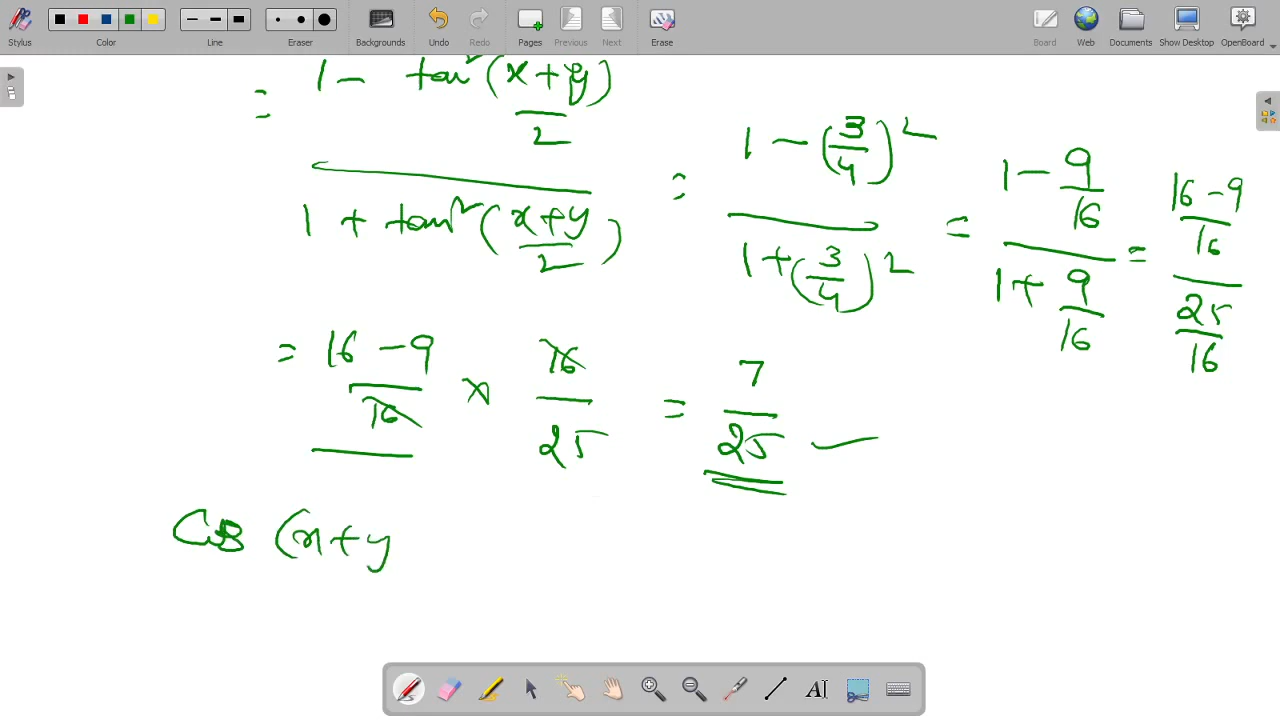 Stylus Color Line Eraser Backgrounds Undo Redo Pages Previous Next Erase Board Web Documents Show Desktop OpenBoard
= (1 - tan²((x+y)/2)) / (1 + tan²((x+y)/2)) = (1 - (3/4)²) / (1 + (3/4)²) = (1 - 9/16) / (1 + 9/16) = ((16-9)/16) / (25/16)
= (16-9)/16 × 16/25 = 7/25
Cos (x+y